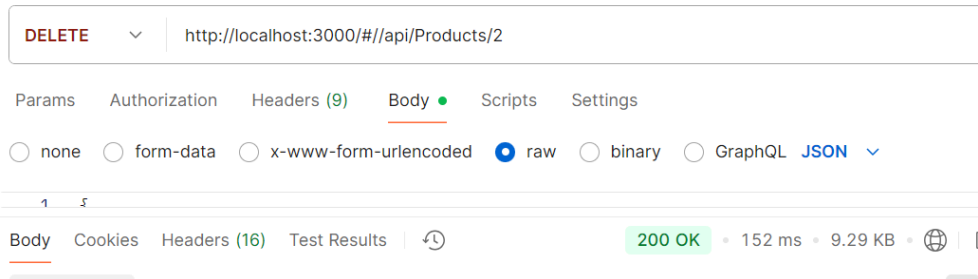 DELETE http://localhost:3000/#//api/Products/2
Params Authorization Headers (9) Body Scripts Settings
none form-data x-www-form-urlencoded raw binary GraphQL JSON
1 {
Body Cookies Headers (16) Test Results 200 OK 152 ms 9.29 KB